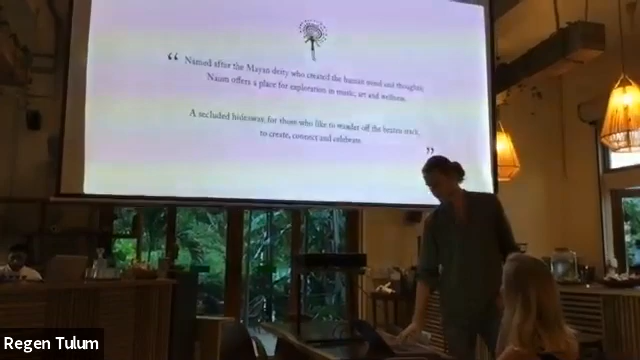 “ Named after the Mayan deity who created the human mind and thoughts,
Naam offers a place for exploration in music, art and wellness.
A secluded hideaway for those who like to wander off the beaten track,
to create, connect and celebrate ”
Regen Tulum